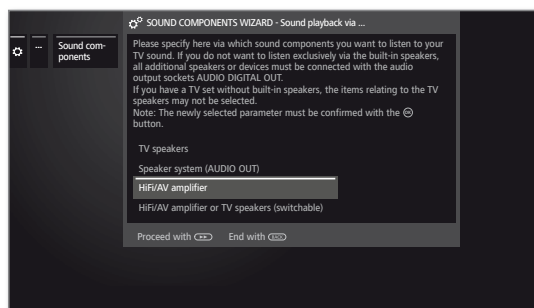 SOUND COMPONENTS WIZARD - Sound playback via ...
...
Sound com-
ponents
Please specify here via which sound components you want to listen to your
TV sound. If you do not want to listen exclusively via the built-in speakers,
all additional speakers or devices must be connected with the audio
output sockets AUDIO DIGITAL OUT.
If you have a TV set without built-in speakers, the items relating to the TV
speakers may not be selected.
Note: The newly selected parameter must be confirmed with the OK
button.
TV speakers
Speaker system (AUDIO OUT)
HiFi/AV amplifier
HiFi/AV amplifier or TV speakers (switchable)
Proceed with End with BACK